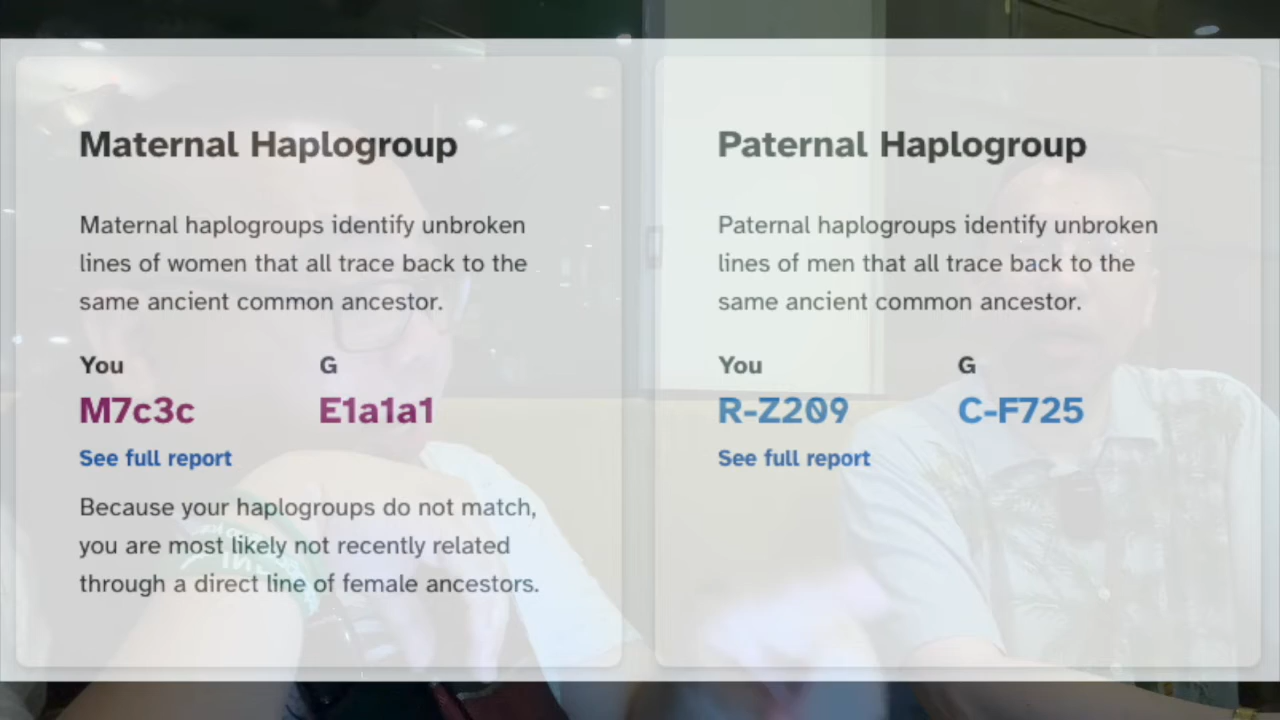 Maternal Haplogroup
Maternal haplogroups identify unbroken
lines of women that all trace back to the
same ancient common ancestor.
You G
M7c3c E1a1a1
See full report
Because your haplogroups do not match,
you are most likely not recently related
through a direct line of female ancestors.
Paternal Haplogroup
Paternal haplogroups identify unbroken
lines of men that all trace back to the
same ancient common ancestor.
You G
R-Z209 C-F725
See full report